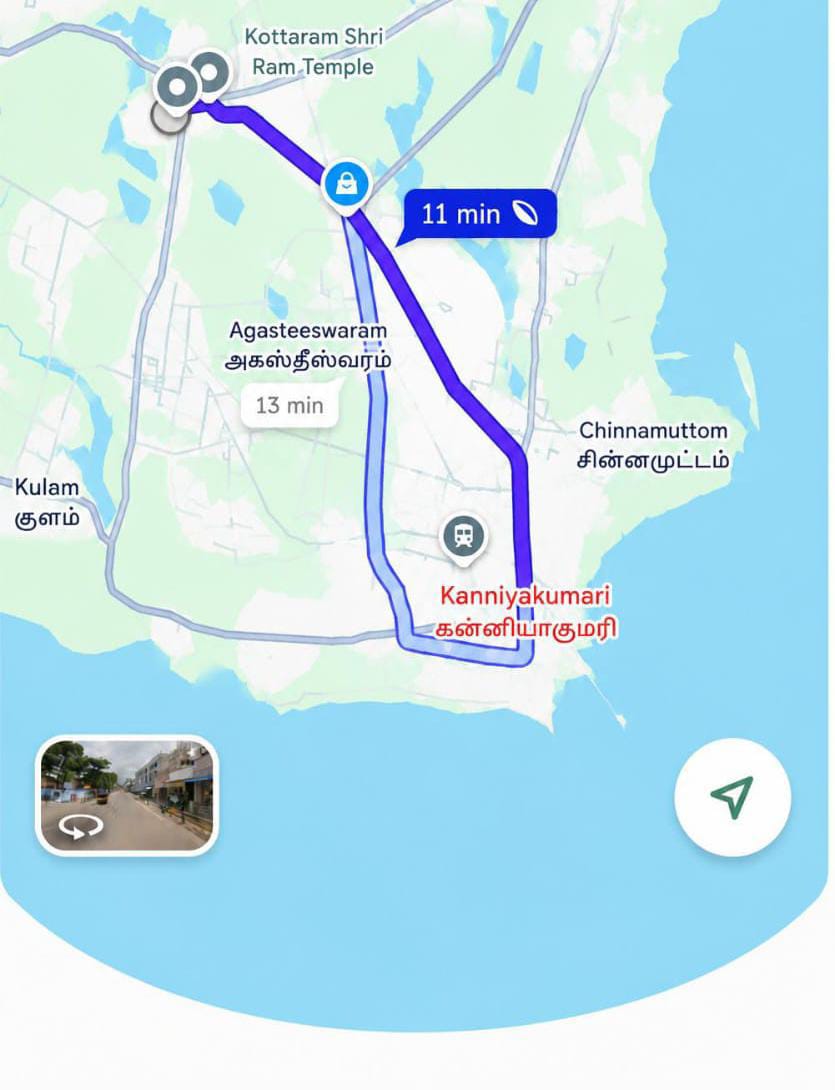 Kottaram Shri
Ram Temple
11 min
Agasteeswaram
அகஸ்தீஸ்வரம்
13 min
Chinnamuttom
சின்னமுட்டம்
Kulam
குளம்
Kanniyakumari
கன்னியாகுமரி